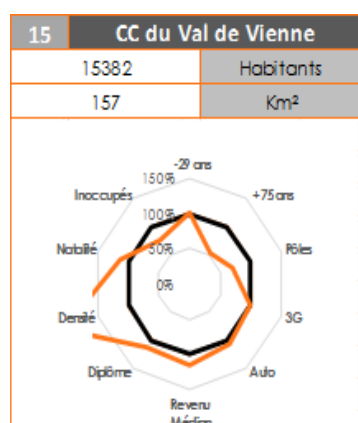 15 CC du Val de Vienne
15382 Habitants
157 Km²
-29 ans
150%
Inoccupés
+75 ans
100%
Natalité
50%
Pôles
0%
Densité
3G
Diplôme
Auto
Revenu
Médian